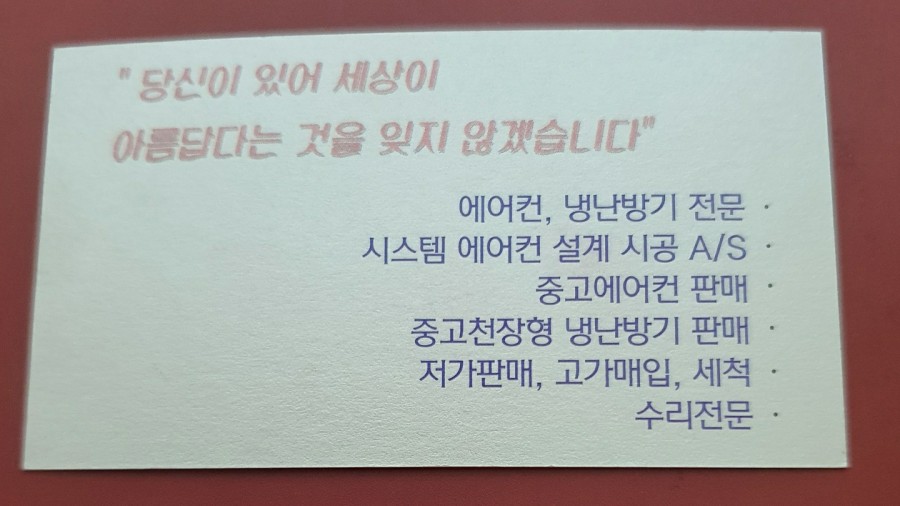 " 당신이 있어 세상이
아름답다는 것을 잊지 않겠습니다"
에어컨, 냉난방기 전문 ·
시스템 에어컨 설계 시공 A/S ·
중고에어컨 판매 ·
중고천장형 냉난방기 판매 ·
저가판매, 고가매입, 세척 ·
수리전문 ·